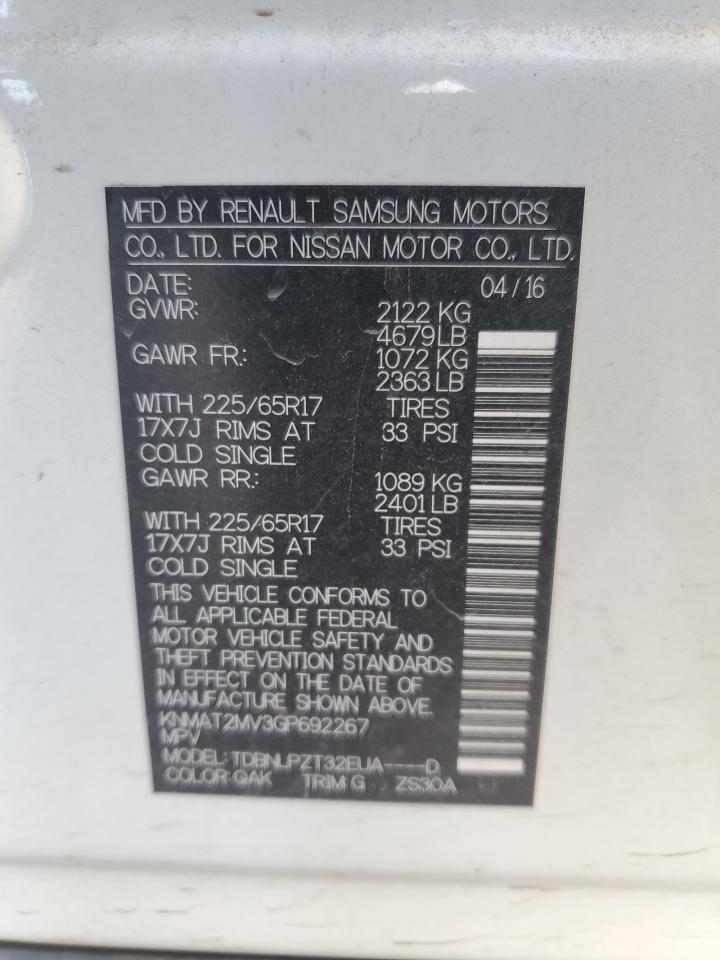 MFD BY RENAULT SAMSUNG MOTORS
CO., LTD. FOR NISSAN MOTOR CO., LTD.
DATE: 04/16
GVWR: 2122 KG
4679LB
GAWR FR.: 1072 KG
2363LB
WITH 225/65R17 TIRES
17X7J RIMS AT 33 PSI
COLD SINGLE
GAWR RR.: 1089 KG
2401LB
WITH 225/65R17 TIRES
17X7J RIMS AT 33 PSI
COLD SINGLE
THIS VEHICLE CONFORMS TO
ALL APPLICABLE FEDERAL
MOTOR VEHICLE SAFETY AND
THEFT PREVENTION STANDARDS
IN EFFECT ON THE DATE OF
MANUFACTURE SHOWN ABOVE.
KNMAT2MV3GP692267
MPV
MODEL: TDBNLPZT32EUA----D
COLOR:QAK TRIM:G ZS30A